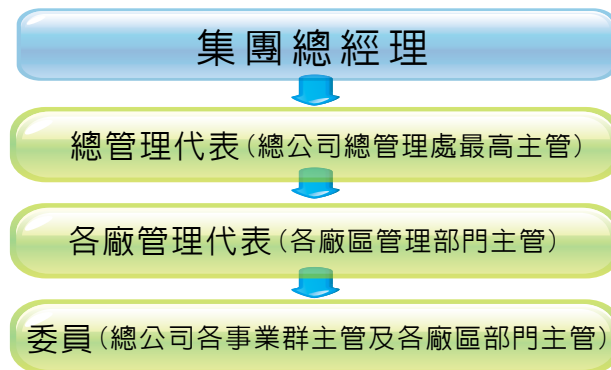 集團總經理
總管理代表(總公司總管理處最高主管)
各廠管理代表(各廠區管理部門主管)
委員(總公司各事業群主管及各廠區部門主管)